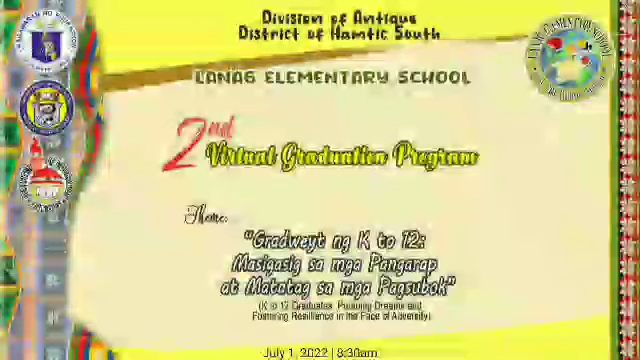 Division of Antique
District of Hamtic South
LANAG ELEMENTARY SCHOOL
2nd
Virtual Graduation Program
Theme:
"Gradweyt ng K to 12:
Masigasig sa mga Pangarap
at Matatag sa mga Pagsubok"
(K to 12 Graduates: Pursuing Dreams and
Fostering Resilience in the Face of Adversity)
July 1, 2022 | 8:30am